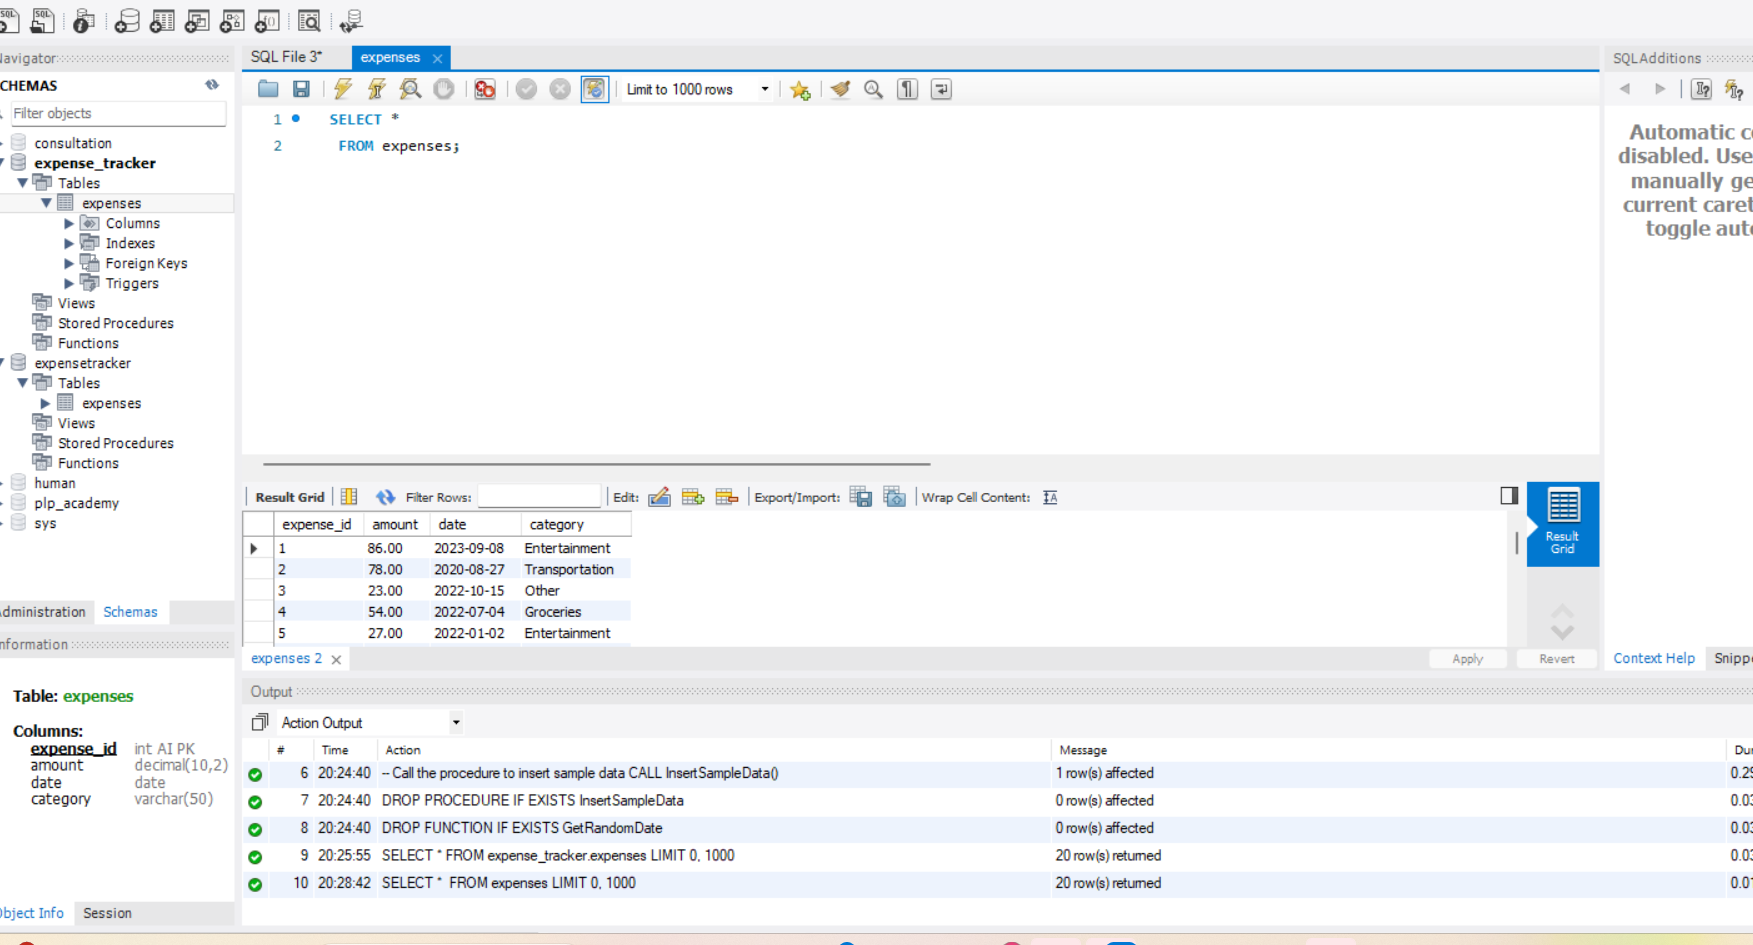 Navigator
SCHEMAS
Filter objects
consultation
expense_tracker
Tables
expenses
Columns
Indexes
Foreign Keys
Triggers
Views
Stored Procedures
Functions
expensetracker
Tables
expenses
Views
Stored Procedures
Functions
human
plp_academy
sys
Administration Schemas
Information
Table: expenses
Columns:
expense_id int AI PK
amount decimal(10,2)
date date
category varchar(50)
Object Info Session
SQL File 3* expenses
Limit to 1000 rows
1 SELECT *
2 FROM expenses;
Result Grid Filter Rows: Edit: Export/Import: Wrap Cell Content:
expense_id amount date category
1 86.00 2023-09-08 Entertainment
2 78.00 2020-08-27 Transportation
3 23.00 2022-10-15 Other
4 54.00 2022-07-04 Groceries
5 27.00 2022-01-02 Entertainment
Result
Grid
expenses 2 Apply Revert
Output
Action Output
# Time Action Message Du
6 20:24:40 -- Call the procedure to insert sample data CALL InsertSampleData() 1 row(s) affected 0.29
7 20:24:40 DROP PROCEDURE IF EXISTS InsertSampleData 0 row(s) affected 0.03
8 20:24:40 DROP FUNCTION IF EXISTS GetRandomDate 0 row(s) affected 0.03
9 20:25:55 SELECT * FROM expense_tracker.expenses LIMIT 0, 1000 20 row(s) returned 0.03
10 20:28:42 SELECT * FROM expenses LIMIT 0, 1000 20 row(s) returned 0.01
SQLAdditions
Automatic co
disabled. Use
manually ge
current caret
toggle auto
Context Help Snipp